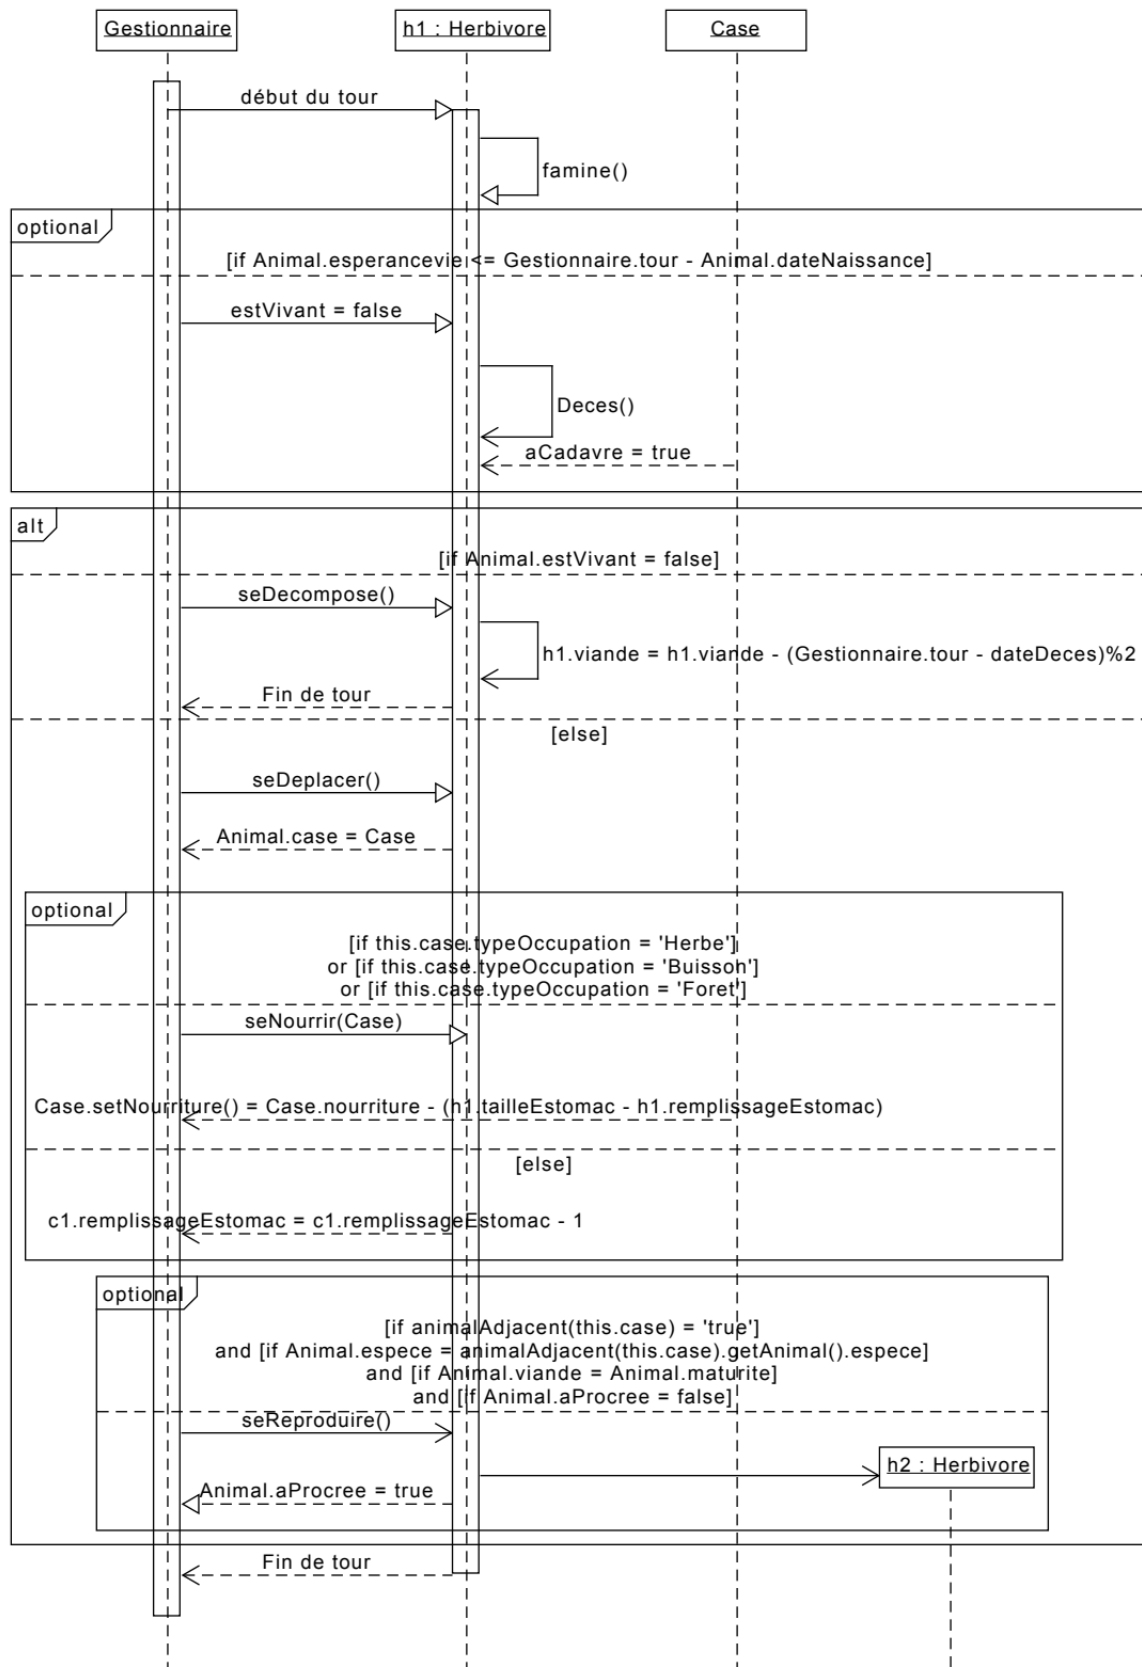 Gestionnaire
h1 : Herbivore
Case
début du tour
famine()
optional
[if Animal.esperancevie <= Gestionnaire.tour - Animal.dateNaissance]
estVivant = false
Deces()
aCadavre = true
alt
[if Animal.estVivant = false]
seDecompose()
h1.viande = h1.viande - (Gestionnaire.tour - dateDeces)%2
Fin de tour
[else]
seDeplacer()
Animal.case = Case
optional
[if this.case.typeOccupation = 'Herbe']
or [if this.case.typeOccupation = 'Buisson']
or [if this.case.typeOccupation = 'Foret']
seNourrir(Case)
Case.setNourriture() = Case.nourriture - (h1.tailleEstomac - h1.remplissageEstomac)
[else]
c1.remplissageEstomac = c1.remplissageEstomac - 1
optional
[if animalAdjacent(this.case) = 'true']
and [if Animal.espece = animalAdjacent(this.case).getAnimal().espece]
and [if Animal.viande = Animal.maturite]
and [if Animal.aProcree = false]
seReproduire()
h2 : Herbivore
Animal.aProcree = true
Fin de tour